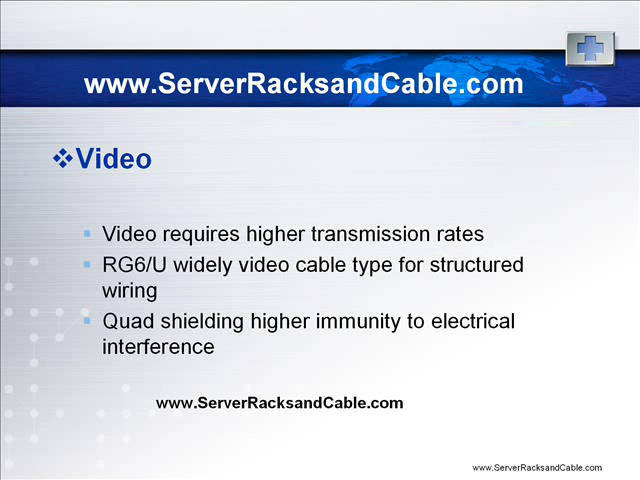 www.ServerRacksandCable.com
❖Video
▪ Video requires higher transmission rates
▪ RG6/U widely video cable type for structured
wiring
▪ Quad shielding higher immunity to electrical
interference
www.ServerRacksandCable.com
www.ServerRacksandCable.com